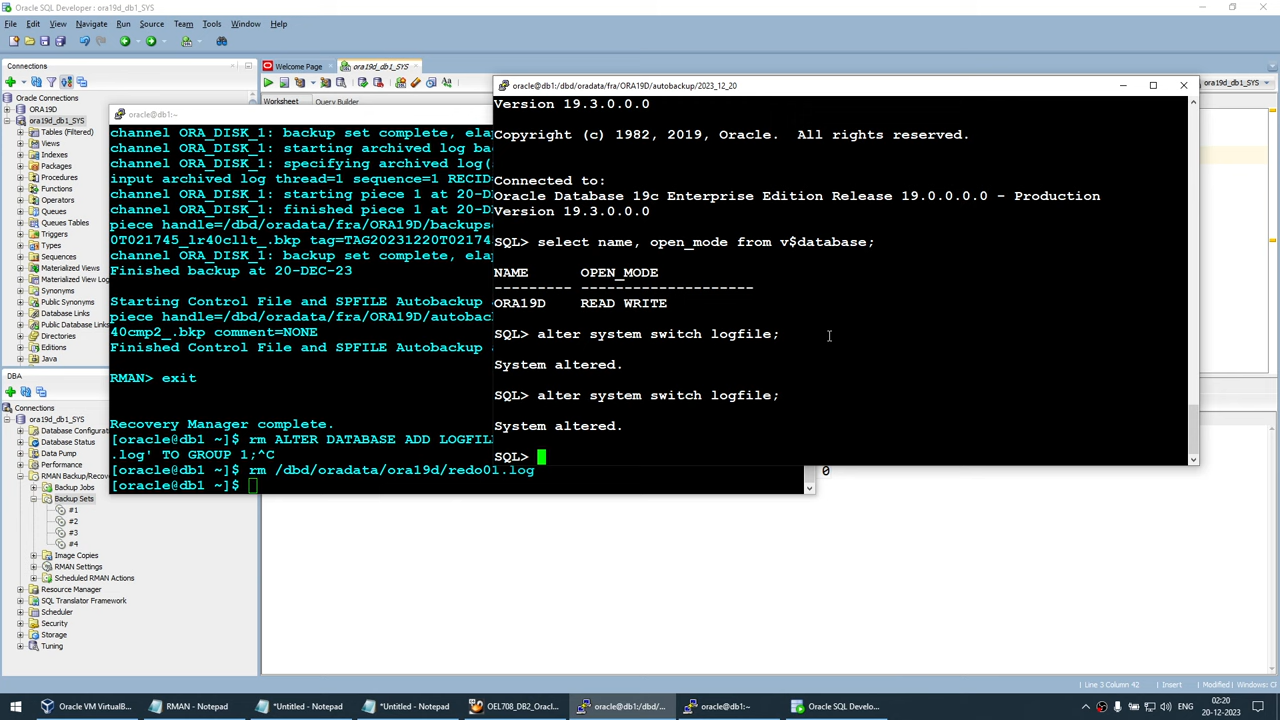 Oracle SQL Developer : ora19d_db1_SYS
File Edit View Navigate Run Source Team Tools Window Help
Connections
Oracle Connections
ORA19D
ora19d_db1_SYS
Tables (Filtered)
Views
Indexes
Packages
Procedures
Functions
Operators
Queues
Queues Tables
Triggers
Types
Sequences
Materialized Views
Materialized View Log
Synonyms
Public Synonyms
Database Links
Public Database Links
Directories
Editions
Java
DBA
Connections
ora19d_db1_SYS
Database Configurati
Database Status
Data Pump
Performance
RMAN Backup/Recove
Backup Jobs
Backup Sets
#1
#2
#3
#4
Image Copies
RMAN Settings
Scheduled RMAN Actions
Resource Manager
SQL Translator Framework
Scheduler
Security
Storage
Tuning
Welcome Page
ora19d_db1_SYS
Worksheet Query Builder
ora19d_db1_SYS
oracle@db1:~
channel ORA_DISK_1: backup set complete, ela
channel ORA_DISK_1: starting archived log ba
channel ORA_DISK_1: specifying archived log(
input archived log thread=1 sequence=1 RECID
channel ORA_DISK_1: starting piece 1 at 20-D
channel ORA_DISK_1: finished piece 1 at 20-D
piece handle=/dbd/oradata/fra/ORA19D/backups
0T021745_lr40cllt_.bkp tag=TAG20231220T02174
channel ORA_DISK_1: backup set complete, ela
Finished backup at 20-DEC-23
Starting Control File and SPFILE Autobackup
piece handle=/dbd/oradata/fra/ORA19D/autobac
40cmp2_.bkp comment=NONE
Finished Control File and SPFILE Autobackup
RMAN> exit
Recovery Manager complete.
[oracle@db1 ~]$ rm ALTER DATABASE ADD LOGFIL
.log' TO GROUP 1;^C
[oracle@db1 ~]$ rm /dbd/oradata/ora19d/redo01.log
[oracle@db1 ~]$
oracle@db1:/dbd/oradata/fra/ORA19D/autobackup/2023_12_20
Version 19.3.0.0.0
Copyright (c) 1982, 2019, Oracle.  All rights reserved.
Connected to:
Oracle Database 19c Enterprise Edition Release 19.0.0.0.0 - Production
Version 19.3.0.0.0
SQL> select name, open_mode from v$database;
NAME      OPEN_MODE
--------- --------------------
ORA19D    READ WRITE
SQL> alter system switch logfile;
System altered.
SQL> alter system switch logfile;
System altered.
SQL>
0
Line 3 Column 42 Insert Modified Windows: Cl
Oracle VM VirtualB...
RMAN - Notepad
*Untitled - Notepad
*Untitled - Notepad
OEL708_DB2_Oracl...
oracle@db1:/dbd/...
oracle@db1:~
Oracle SQL Develo...
02:20
20-12-2023